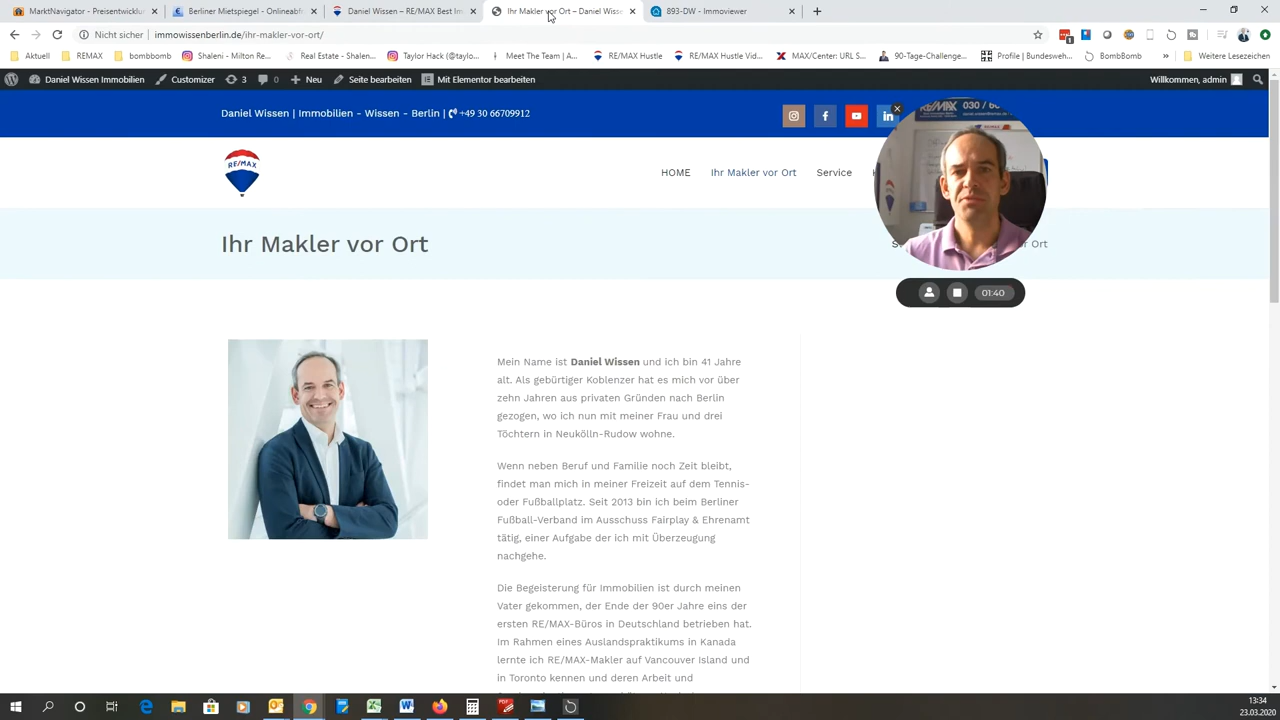 MarktNavigator - Preisentwicklu
Berliner Mietspiegel - Onlineabf
Daniel Wissen – RE/MAX Best Im
Ihr Makler vor Ort – Daniel Wisse
893-DW - Immoviewer
Nicht sicher | immowissenberlin.de/ihr-makler-vor-ort/
Aktuell
REMAX
bombbomb
Shaleni - Milton Re...
Real Estate - Shalen...
Taylor Hack (@taylo...
Meet The Team | A...
RE/MAX Hustle
RE/MAX Hustle Vid...
MAX/Center: URL S...
90-Tage-Challenge...
Profile | Bundesweh...
BombBomb
»
Weitere Lesezeichen
Daniel Wissen Immobilien
Customizer
3
0
Neu
Seite bearbeiten
Mit Elementor bearbeiten
Willkommen, admin
Daniel Wissen | Immobilien - Wissen - Berlin | +49 30 66709912
RE/MAX
HOME
Ihr Makler vor Ort
Service
Ihr Makler vor Ort
r Ort
01:40
Mein Name ist Daniel Wissen und ich bin 41 Jahre
alt. Als gebürtiger Koblenzer hat es mich vor über
zehn Jahren aus privaten Gründen nach Berlin
gezogen, wo ich nun mit meiner Frau und drei
Töchtern in Neukölln-Rudow wohne.
Wenn neben Beruf und Familie noch Zeit bleibt,
findet man mich in meiner Freizeit auf dem Tennis-
oder Fußballplatz. Seit 2013 bin ich beim Berliner
Fußball-Verband im Ausschuss Fairplay & Ehrenamt
tätig, einer Aufgabe der ich mit Überzeugung
nachgehe.
Die Begeisterung für Immobilien ist durch meinen
Vater gekommen, der Ende der 90er Jahre eins der
ersten RE/MAX-Büros in Deutschland betrieben hat.
Im Rahmen eines Auslandspraktikums in Kanada
lernte ich RE/MAX-Makler auf Vancouver Island und
in Toronto kennen und deren Arbeit und
13:34
23.03.2020